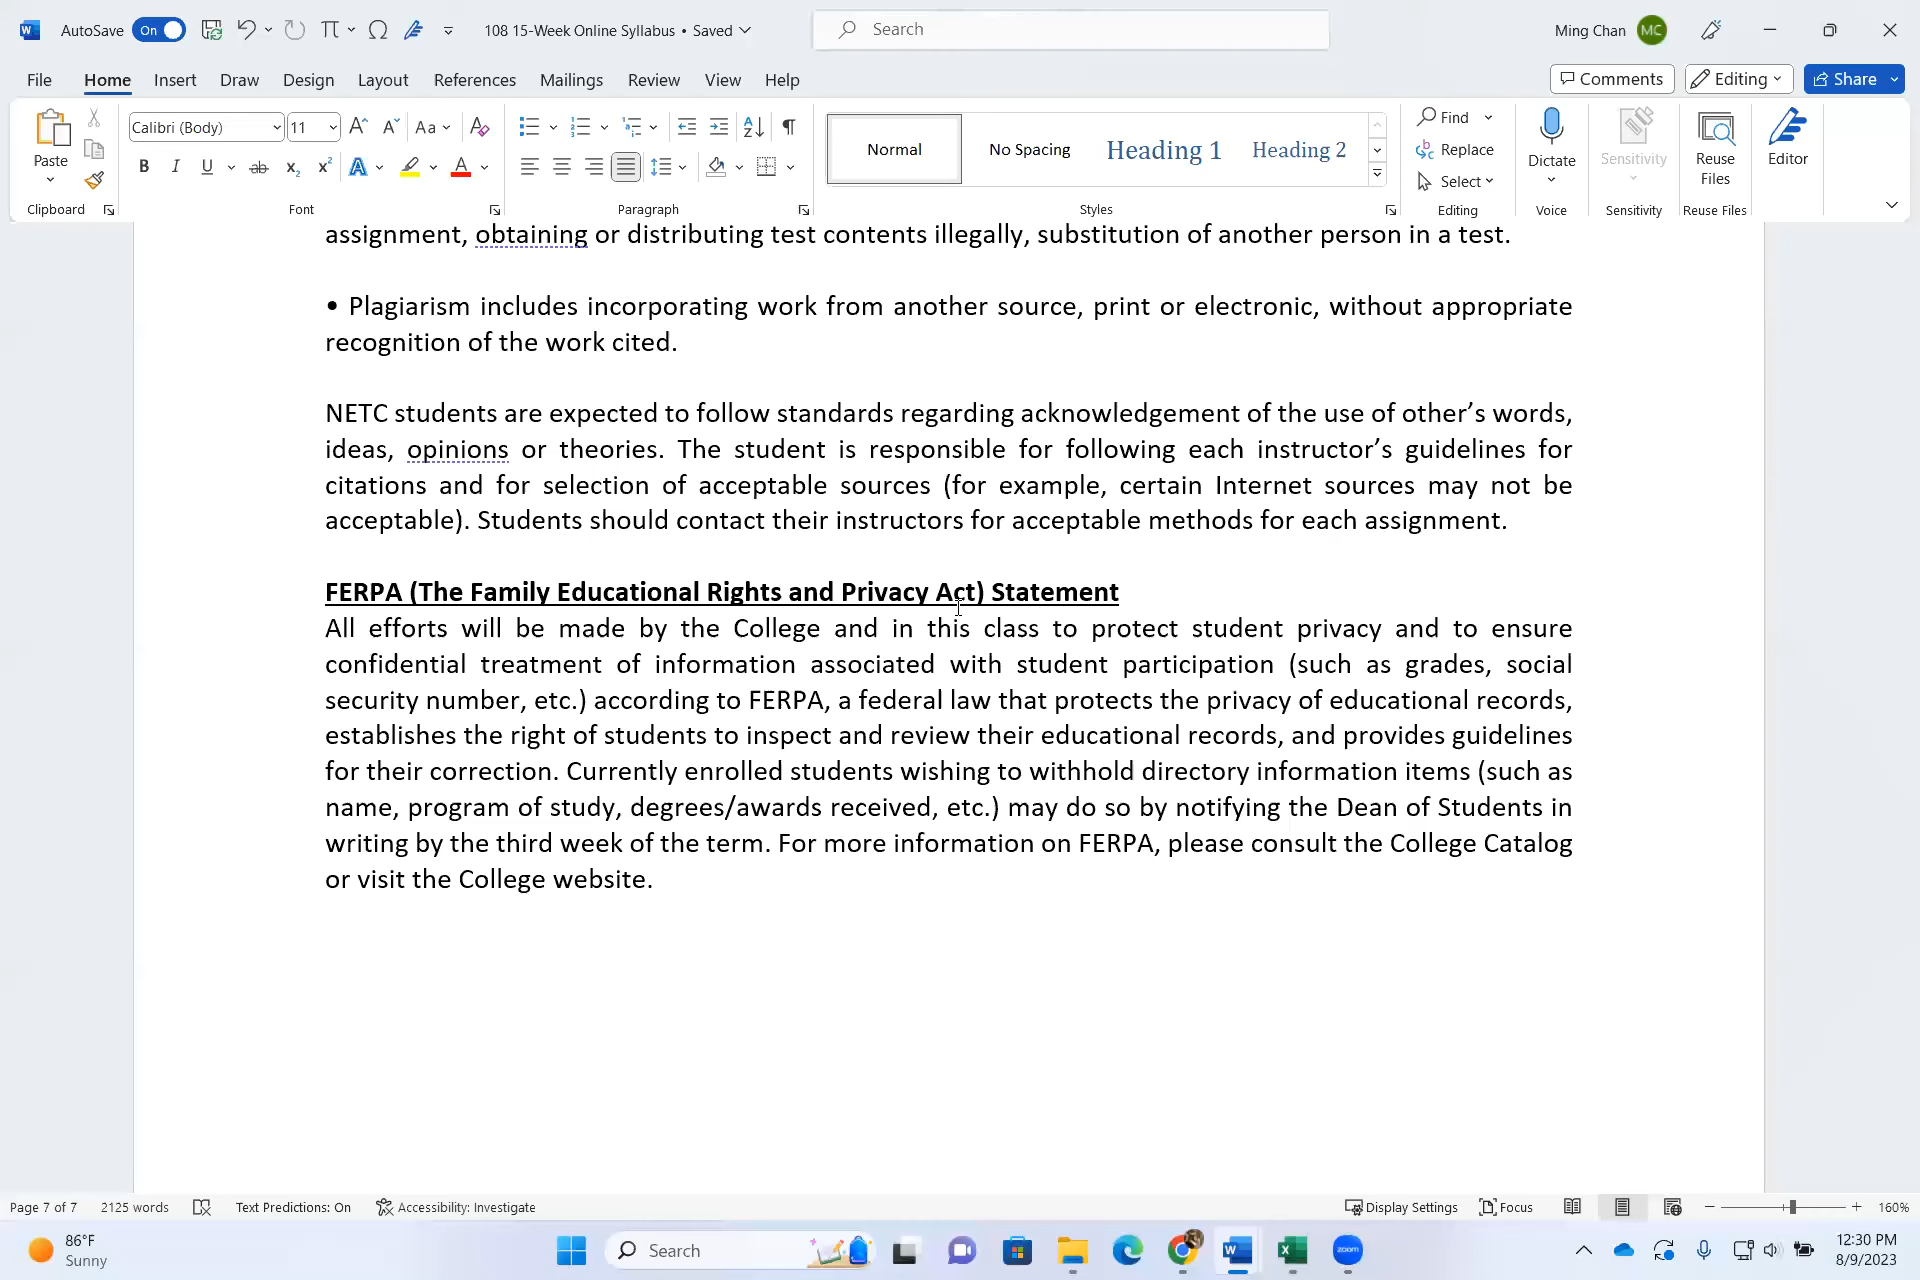 AutoSave On 108 15-Week Online Syllabus • Saved Search Ming Chan MC
File Home Insert Draw Design Layout References Mailings Review View Help Comments Editing Share
Paste Calibri (Body) 11 Aa Normal No Spacing Heading 1 Heading 2 Find Replace Select Dictate Sensitivity Reuse Files Editor
Clipboard Font Paragraph Styles Editing Voice Sensitivity Reuse Files
assignment, obtaining or distributing test contents illegally, substitution of another person in a test.
• Plagiarism includes incorporating work from another source, print or electronic, without appropriate
recognition of the work cited.
NETC students are expected to follow standards regarding acknowledgement of the use of other’s words,
ideas, opinions or theories. The student is responsible for following each instructor’s guidelines for
citations and for selection of acceptable sources (for example, certain Internet sources may not be
acceptable). Students should contact their instructors for acceptable methods for each assignment.
FERPA (The Family Educational Rights and Privacy Act) Statement
All efforts will be made by the College and in this class to protect student privacy and to ensure
confidential treatment of information associated with student participation (such as grades, social
security number, etc.) according to FERPA, a federal law that protects the privacy of educational records,
establishes the right of students to inspect and review their educational records, and provides guidelines
for their correction. Currently enrolled students wishing to withhold directory information items (such as
name, program of study, degrees/awards received, etc.) may do so by notifying the Dean of Students in
writing by the third week of the term. For more information on FERPA, please consult the College Catalog
or visit the College website.
Page 7 of 7 2125 words Text Predictions: On Accessibility: Investigate Display Settings Focus 160%
86°F
Sunny
Search
zoom
12:30 PM
8/9/2023